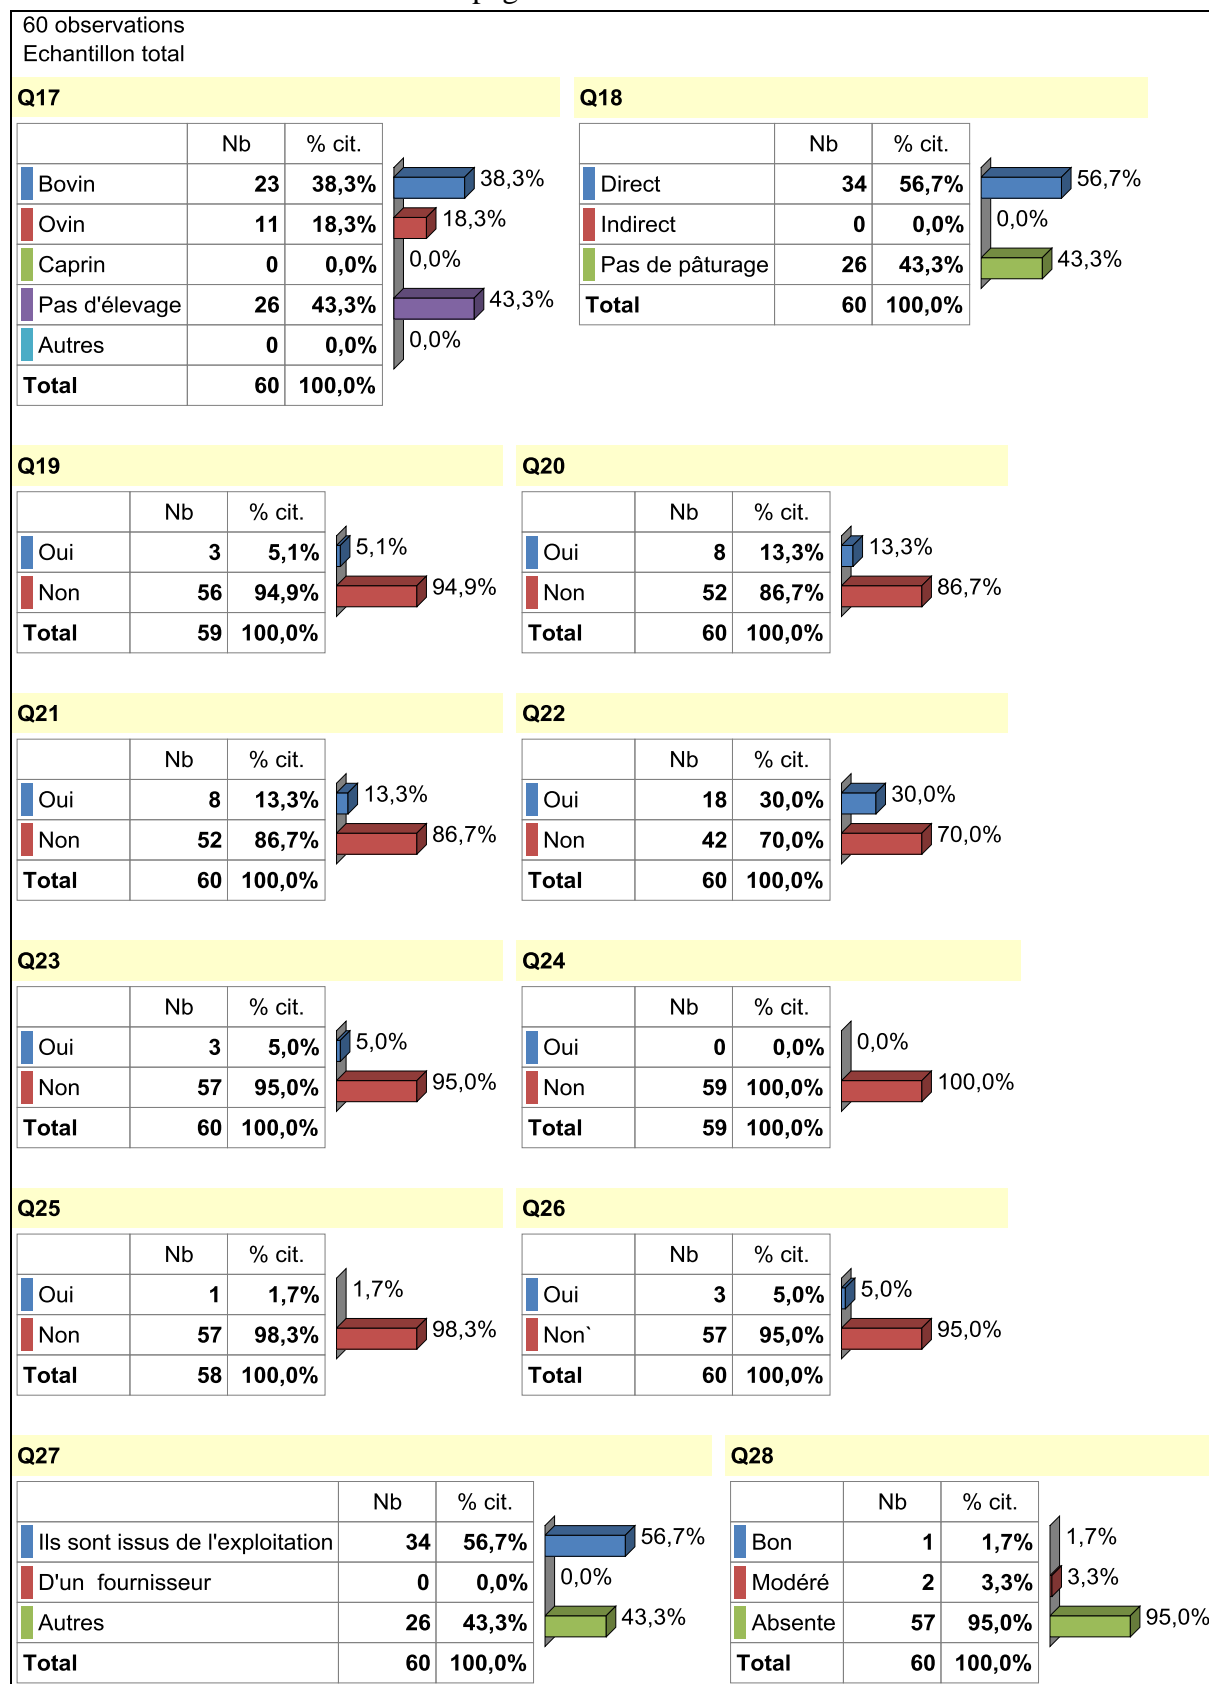 60 observations
Echantillon total
Q17
Nb % cit.
Bovin 23 38,3% 38,3%
Ovin 11 18,3% 18,3%
Caprin 0 0,0% 0,0%
Pas d'élevage 26 43,3% 43,3%
Autres 0 0,0% 0,0%
Total 60 100,0%
Q18
Nb % cit.
Direct 34 56,7% 56,7%
Indirect 0 0,0% 0,0%
Pas de pâturage 26 43,3% 43,3%
Total 60 100,0%
Q19
Nb % cit.
Oui 3 5,1% 5,1%
Non 56 94,9% 94,9%
Total 59 100,0%
Q20
Nb % cit.
Oui 8 13,3% 13,3%
Non 52 86,7% 86,7%
Total 60 100,0%
Q21
Nb % cit.
Oui 8 13,3% 13,3%
Non 52 86,7% 86,7%
Total 60 100,0%
Q22
Nb % cit.
Oui 18 30,0% 30,0%
Non 42 70,0% 70,0%
Total 60 100,0%
Q23
Nb % cit.
Oui 3 5,0% 5,0%
Non 57 95,0% 95,0%
Total 60 100,0%
Q24
Nb % cit.
Oui 0 0,0% 0,0%
Non 59 100,0% 100,0%
Total 59 100,0%
Q25
Nb % cit.
Oui 1 1,7% 1,7%
Non 57 98,3% 98,3%
Total 58 100,0%
Q26
Nb % cit.
Oui 3 5,0% 5,0%
Non` 57 95,0% 95,0%
Total 60 100,0%
Q27
Nb % cit.
Ils sont issus de l'exploitation 34 56,7% 56,7%
D'un fournisseur 0 0,0% 0,0%
Autres 26 43,3% 43,3%
Total 60 100,0%
Q28
Nb % cit.
Bon 1 1,7% 1,7%
Modéré 2 3,3% 3,3%
Absente 57 95,0% 95,0%
Total 60 100,0%